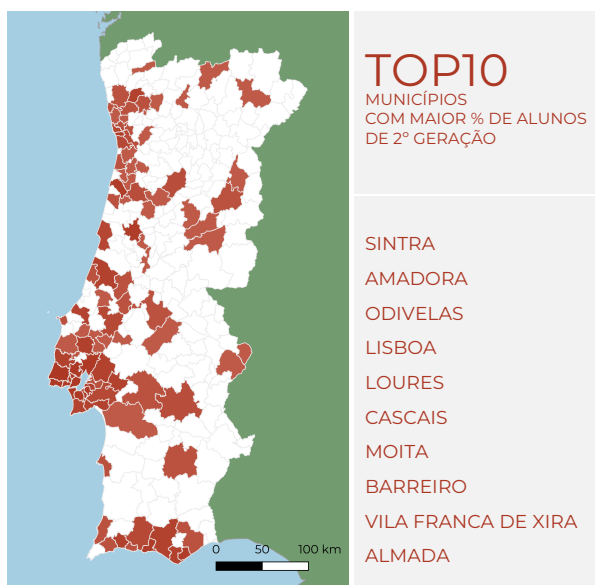 TOP10
MUNICÍPIOS
COM MAIOR % DE ALUNOS
DE 2º GERAÇÃO
SINTRA
AMADORA
ODIVELAS
LISBOA
LOURES
CASCAIS
MOITA
BARREIRO
VILA FRANCA DE XIRA
ALMADA
0 50 100 km